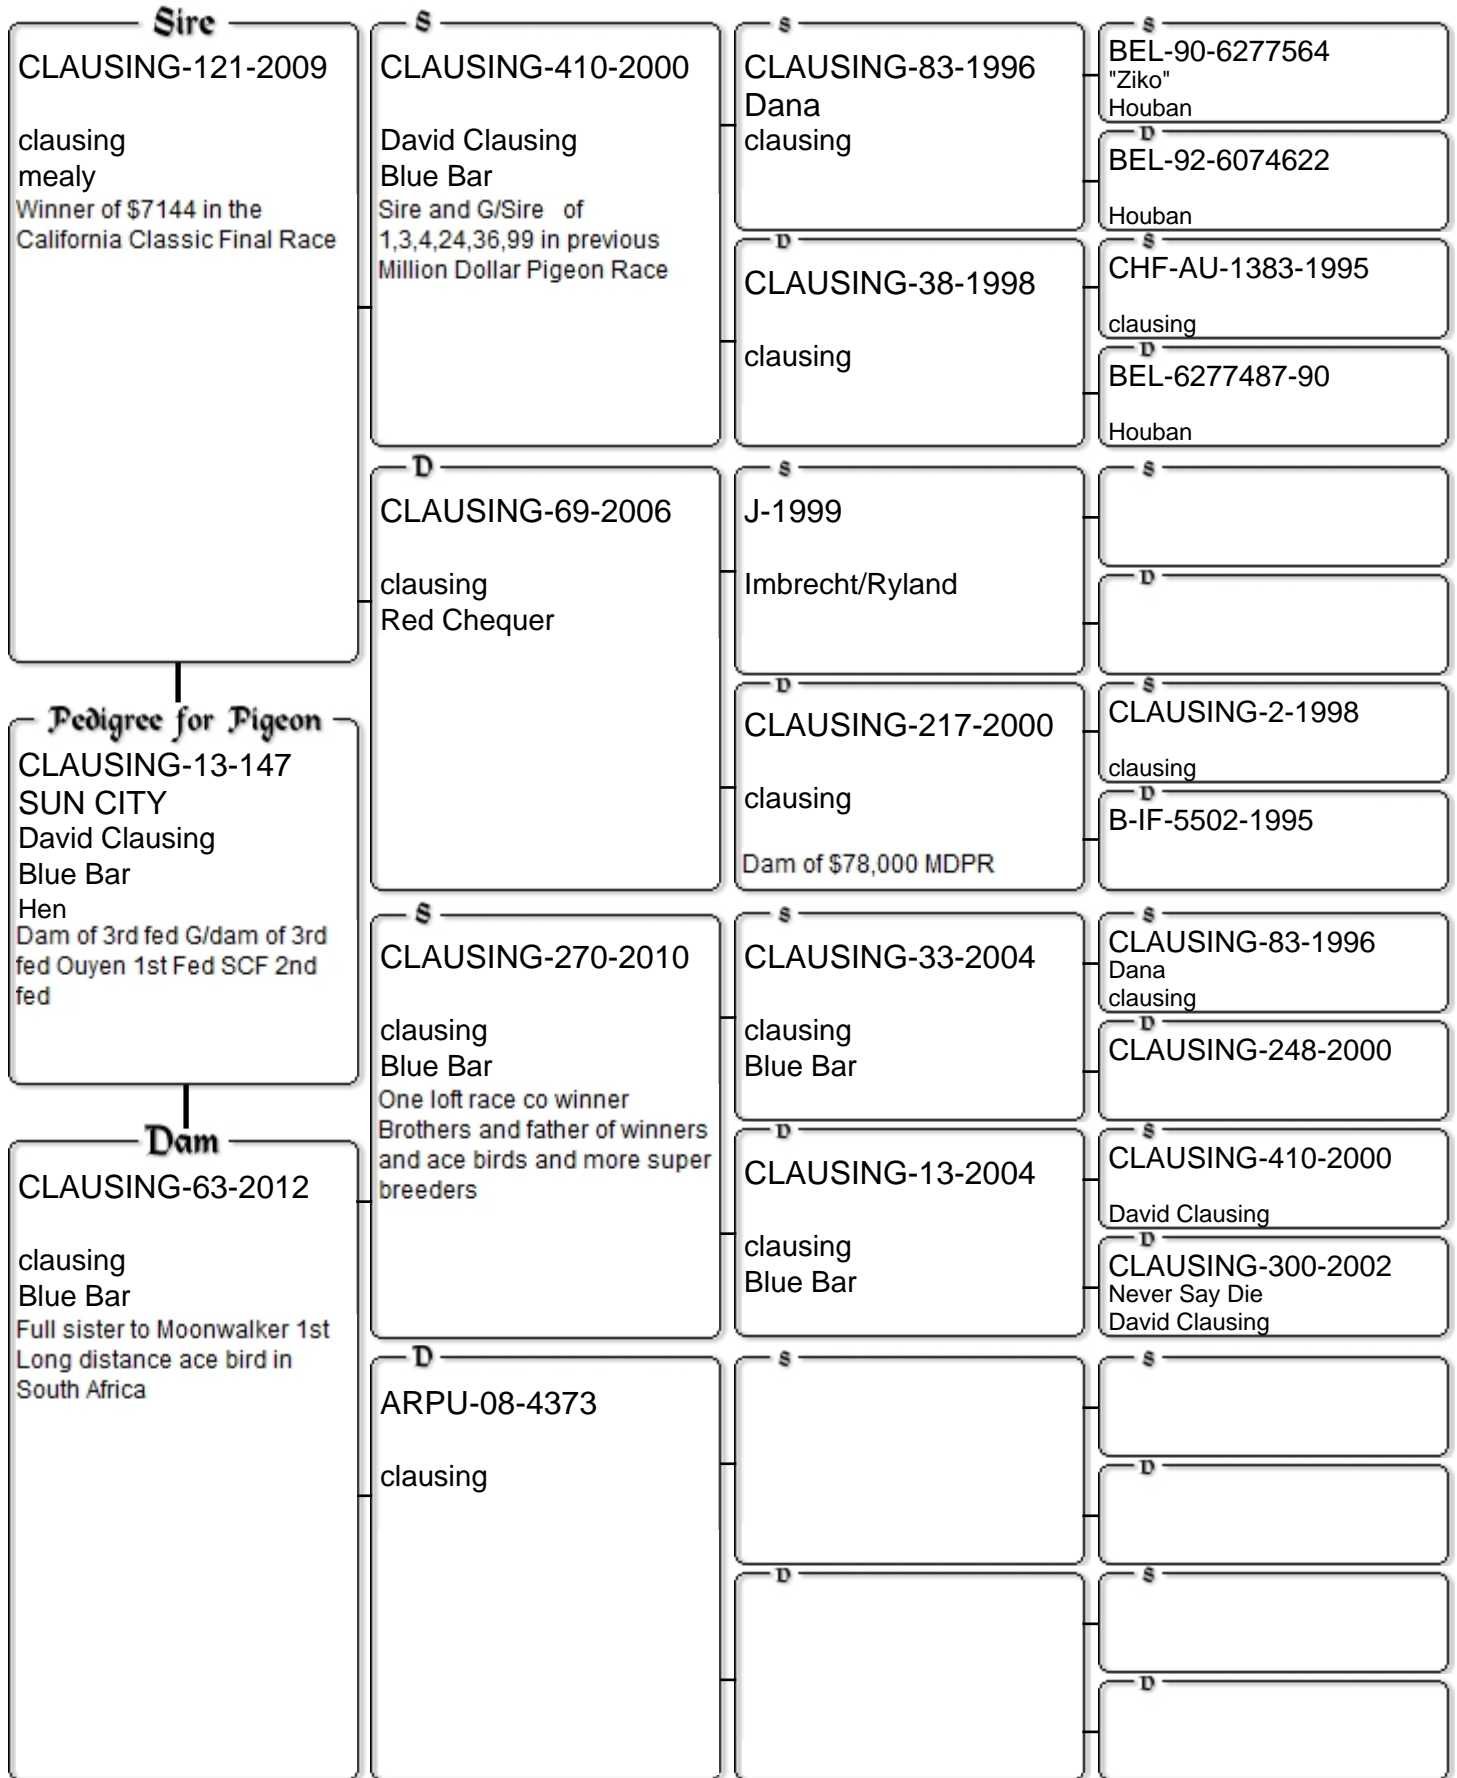 Sire
CLAUSING-121-2009
clausing
mealy
Winner of $7144 in the
California Classic Final Race
Pedigree for Pigeon
CLAUSING-13-147
SUN CITY
David Clausing
Blue Bar
Hen
Dam of 3rd fed G/dam of 3rd
fed Ouyen 1st Fed SCF 2nd
fed
Dam
CLAUSING-63-2012
clausing
Blue Bar
Full sister to Moonwalker 1st
Long distance ace bird in
South Africa
S
CLAUSING-410-2000
David Clausing
Blue Bar
Sire and G/Sire of
1,3,4,24,36,99 in previous
Million Dollar Pigeon Race
D
CLAUSING-69-2006
clausing
Red Chequer
S
CLAUSING-270-2010
clausing
Blue Bar
One loft race co winner
Brothers and father of winners
and ace birds and more super
breeders
D
ARPU-08-4373
clausing
S
CLAUSING-83-1996
Dana
clausing
D
CLAUSING-38-1998
clausing
S
J-1999
Imbrecht/Ryland
D
CLAUSING-217-2000
clausing
Dam of $78,000 MDPR
S
CLAUSING-33-2004
clausing
Blue Bar
D
CLAUSING-13-2004
clausing
Blue Bar
S
D
S
BEL-90-6277564
"Ziko"
Houban
D
BEL-92-6074622
Houban
S
CHF-AU-1383-1995
clausing
D
BEL-6277487-90
Houban
S
D
S
CLAUSING-2-1998
clausing
D
B-IF-5502-1995
S
CLAUSING-83-1996
Dana
clausing
D
CLAUSING-248-2000
S
CLAUSING-410-2000
David Clausing
D
CLAUSING-300-2002
Never Say Die
David Clausing
S
D
S
D